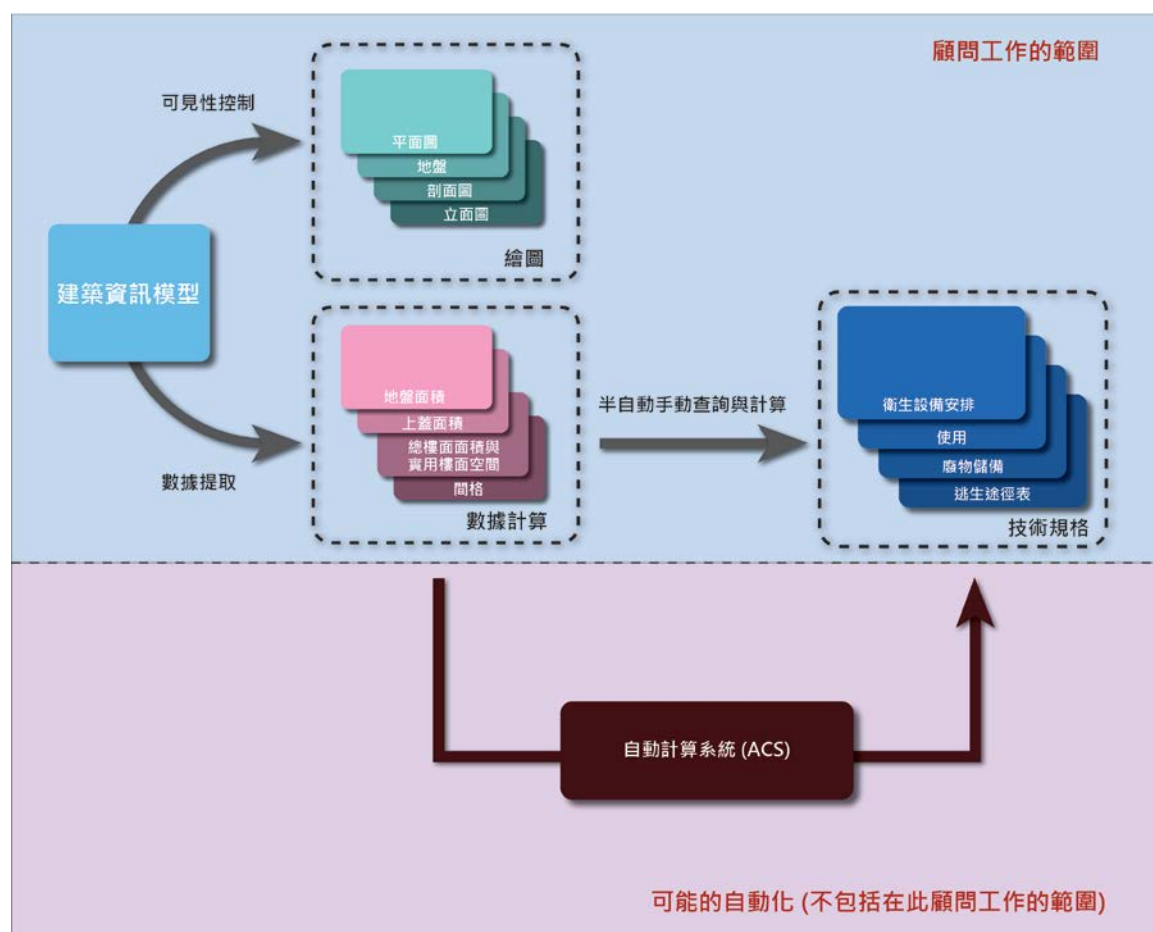 顧問工作的範圍
可見性控制
平面圖
地盤
剖面圖
立面圖
繪圖
建築資訊模型
地盤面積
上蓋面積
總樓面面積與
實用樓面空間
間格
數據計算
數據提取
半自動手動查詢與計算
衛生設備安排
使用
廢物儲備
逃生途徑表
技術規格
自動計算系統 (ACS)
可能的自動化 (不包括在此顧問工作的範圍)